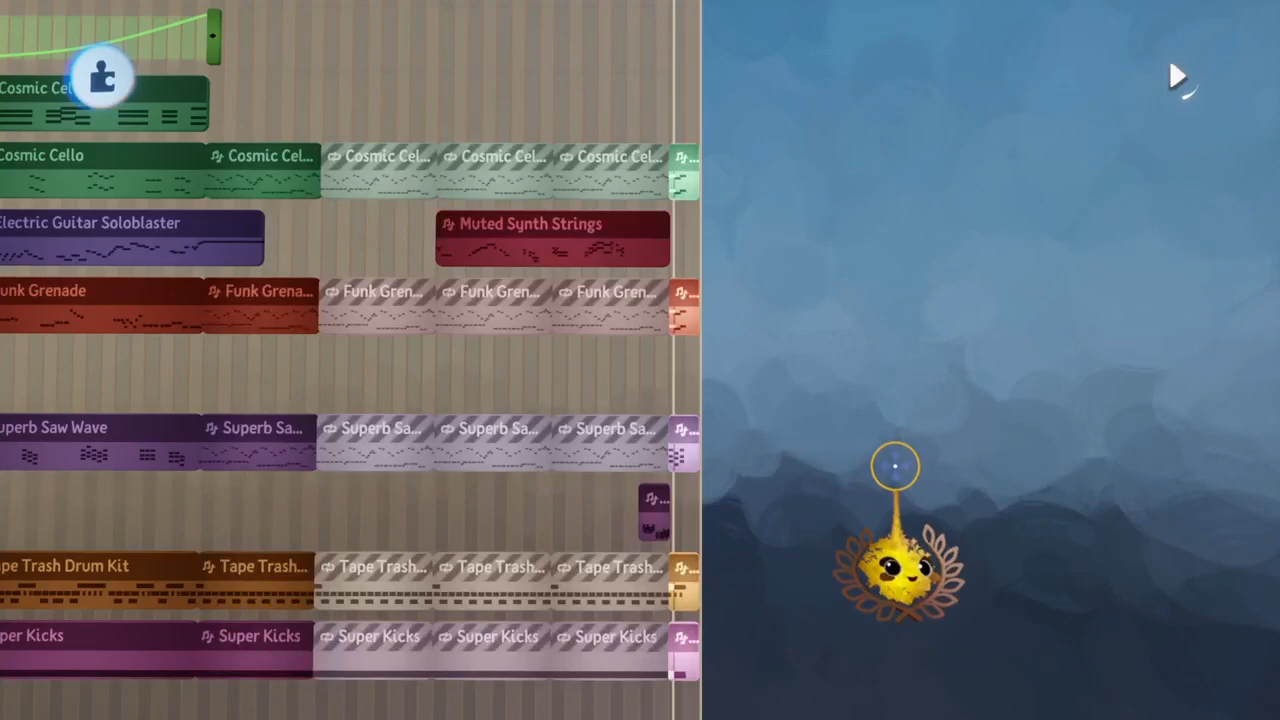 Cosmic Ce
Cosmic Cello Cosmic Cel... Cosmic Cel... Cosmic Cel... Cosmic Cel... ...
Electric Guitar Soloblaster Muted Synth Strings
unk Grenade Funk Grena... Funk Gren... Funk Gren... Funk Gren... ...
uperb Saw Wave Superb Sa... Superb Sa... Superb Sa... Superb Sa... ...
...
ape Trash Drum Kit Tape Trash... Tape Trash... Tape Trash... Tape Trash... ...
per Kicks Super Kicks Super Kicks Super Kicks Super Kicks ...